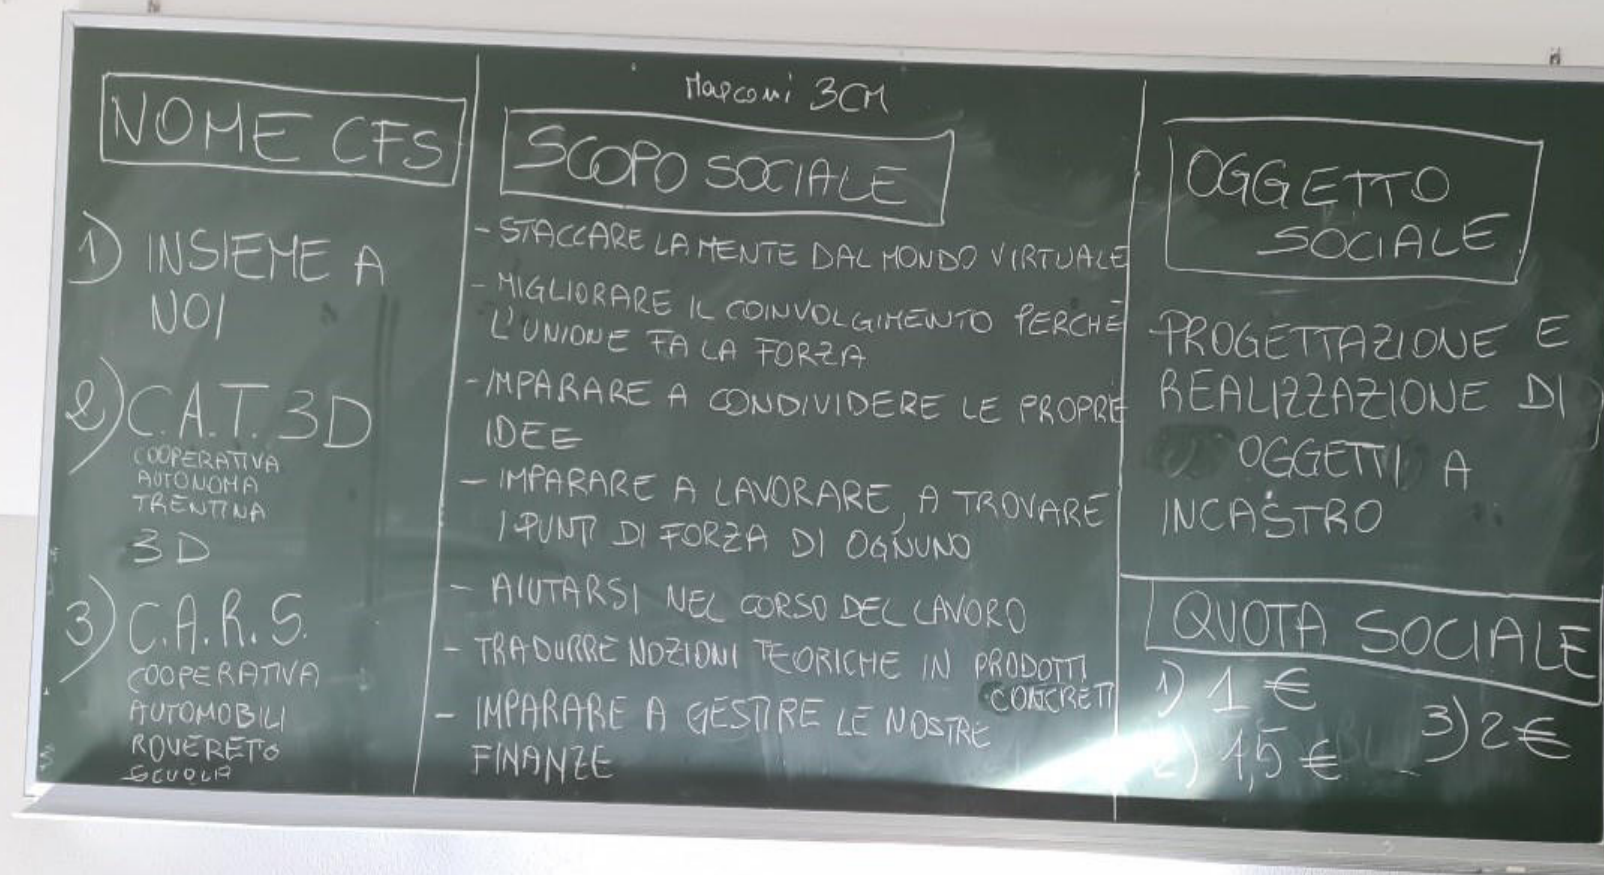 Marconi 3CM
NOME CFS
1) INSIEME A
NOI
2) C.A.T. 3D
COOPERATIVA
AUTONOMA
TRENTINA
3D
3) C.A.R.S.
COOPERATIVA
AUTOMOBILI
ROVERETO
SCUOLA
SCOPO SOCIALE
- STACCARE LA MENTE DAL MONDO VIRTUALE
- MIGLIORARE IL COINVOLGIMENTO PERCHÈ
L'UNIONE FA LA FORZA
- IMPARARE A CONDIVIDERE LE PROPRE
IDEE
- IMPARARE A LAVORARE, A TROVARE
I PUNTI DI FORZA DI OGNUNO
- AIUTARSI NEL CORSO DEL LAVORO
- TRADURRE NOZIONI TEORICHE IN PRODOTTI
CONCRETI
- IMPARARE A GESTIRE LE NOSTRE
FINANZE
OGGETTO
SOCIALE
PROGETTAZIONE E
REALIZZAZIONE DI
OGGETTI A
INCASTRO
QUOTA SOCIALE
1) 1 €
2) 1,5 €
3) 2 €